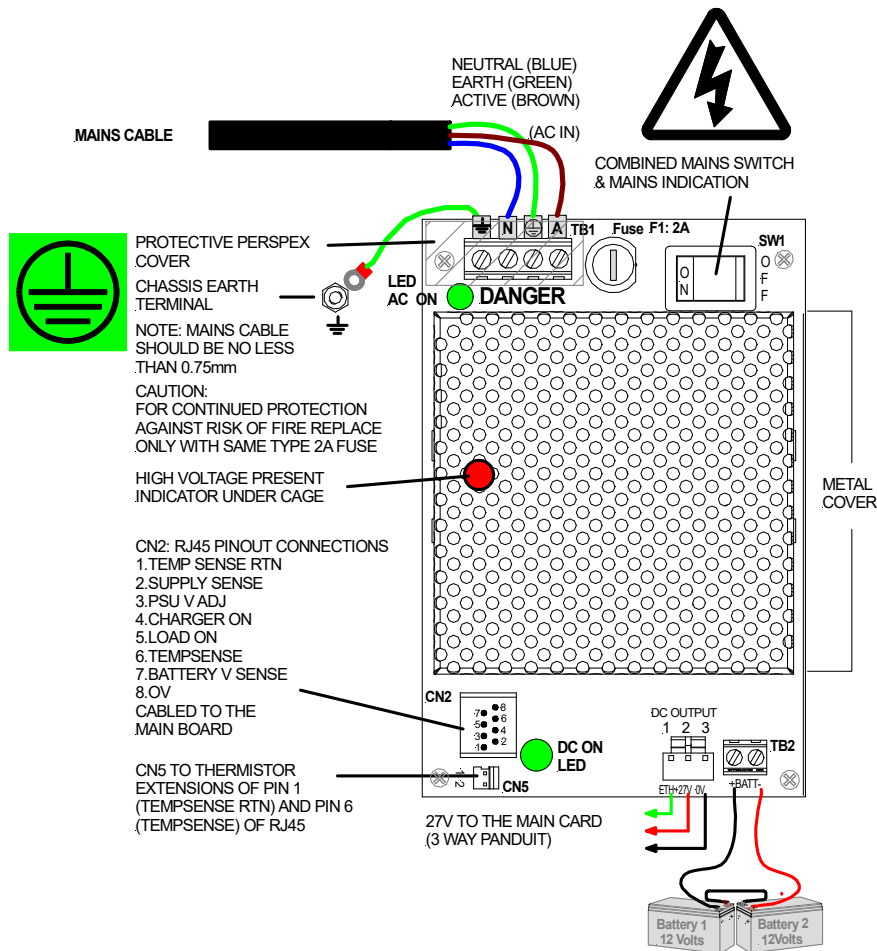 NEUTRAL (BLUE)
EARTH (GREEN)
ACTIVE (BROWN)
(AC IN)
MAINS CABLE
COMBINED MAINS SWITCH
& MAINS INDICATION
N
A
TB1
Fuse F1: 2A
SW1
ON
OFF
PROTECTIVE PERSPEX
COVER
CHASSIS EARTH
TERMINAL
LED
AC ON
DANGER
NOTE: MAINS CABLE
SHOULD BE NO LESS
THAN 0.75mm
CAUTION:
FOR CONTINUED PROTECTION
AGAINST RISK OF FIRE REPLACE
ONLY WITH SAME TYPE 2A FUSE
HIGH VOLTAGE PRESENT
INDICATOR UNDER CAGE
METAL
COVER
CN2: RJ45 PINOUT CONNECTIONS
1.TEMP SENSE RTN
2.SUPPLY SENSE
3.PSU V ADJ
4.CHARGER ON
5.LOAD ON
6.TEMPSENSE
7.BATTERY V SENSE
8.OV
CABLED TO THE
MAIN BOARD
CN2
7 8
5 6
3 4
1 2
DC ON
LED
DC OUTPUT
1 2 3
TB2
CN5 TO THERMISTOR
EXTENSIONS OF PIN 1
(TEMPSENSE RTN) AND PIN 6
(TEMPSENSE) OF RJ45
1 2
CN5
ETH +27V 0V
+BATT-
27V TO THE MAIN CARD
(3 WAY PANDUIT)
Battery 1
12 Volts
Battery 2
12Volts